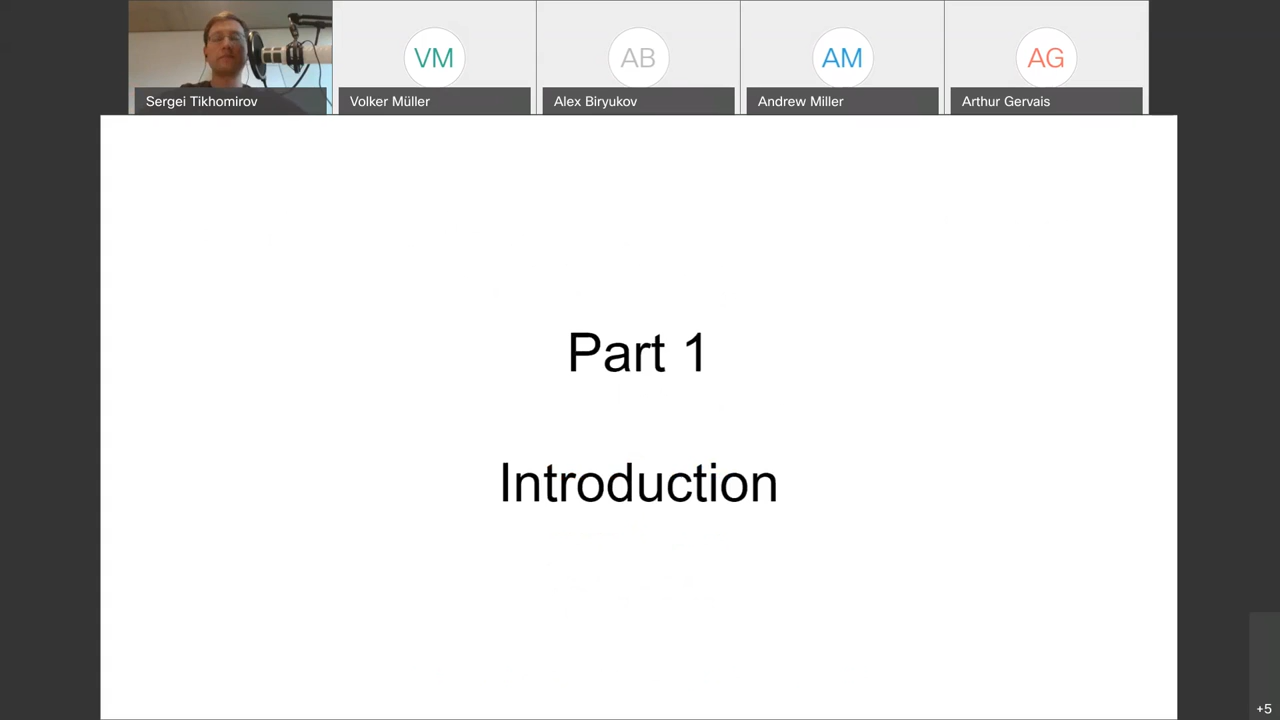 VM
AB
AM
AG
Sergei Tikhomirov
Volker Müller
Alex Biryukov
Andrew Miller
Arthur Gervais
Part 1
Introduction
+5